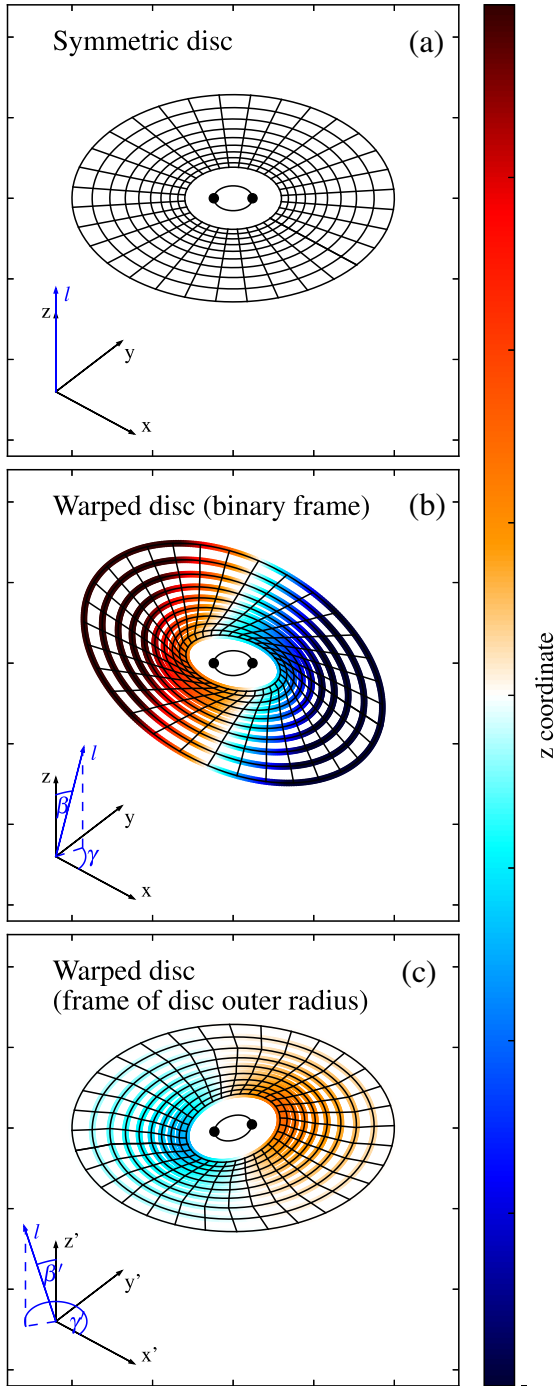 Symmetric disc (a)
l
z
y
x
Warped disc (binary frame) (b)
l
z
β
y
γ
x
Warped disc (c)
(frame of disc outer radius)
l
z'
β'
y'
γ
x'
z coordinate